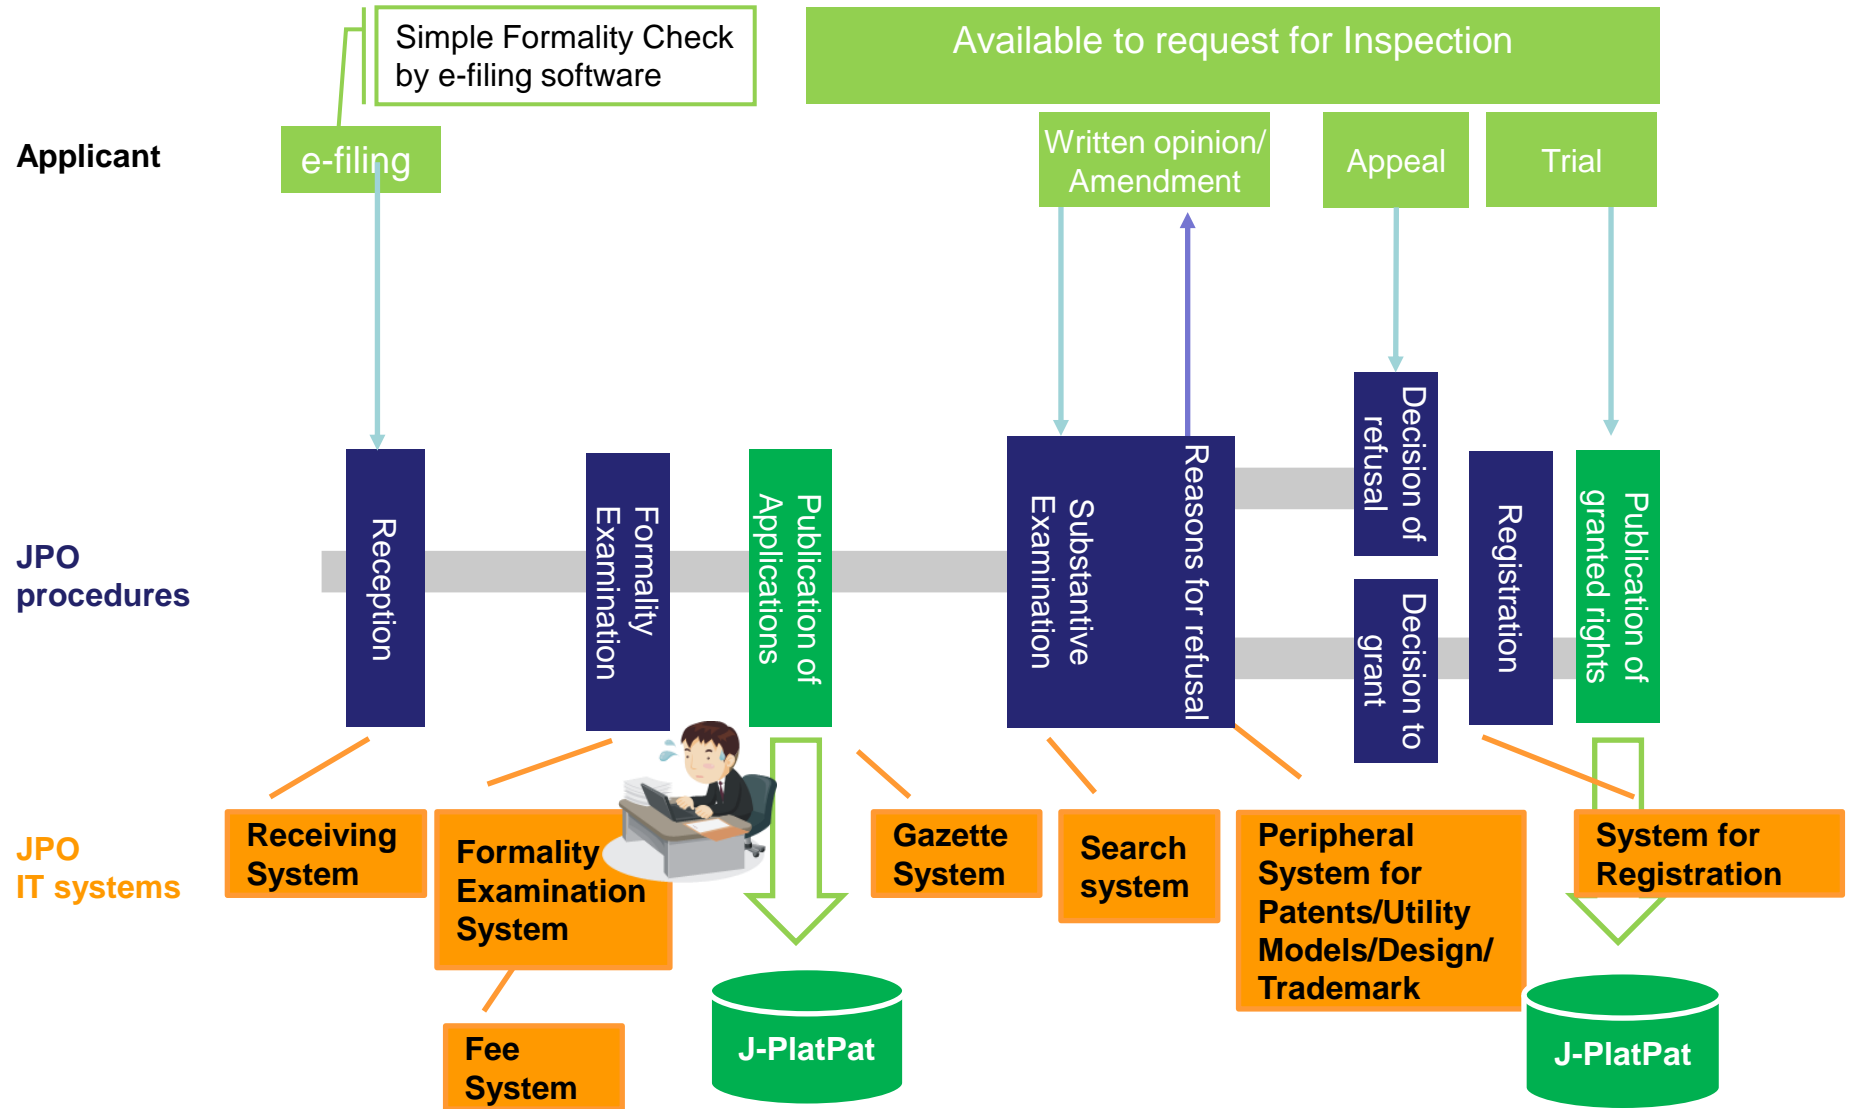 Simple Formality Check
by e-filing software
Available to request for Inspection
Applicant
e-filing
Written opinion/
Amendment
Appeal
Trial
JPO
procedures
Reception
Formality
Examination
Publication of
Applications
Substantive
Examination
Reasons for refusal
Decision of
refusal
Decision to
grant
Registration
Publication of
granted rights
JPO
IT systems
Receiving
System
Formality
Examination
System
Fee
System
Gazette
System
Search
system
Peripheral
System for
Patents/Utility
Models/Design/
Trademark
System for
Registration
J-PlatPat
J-PlatPat